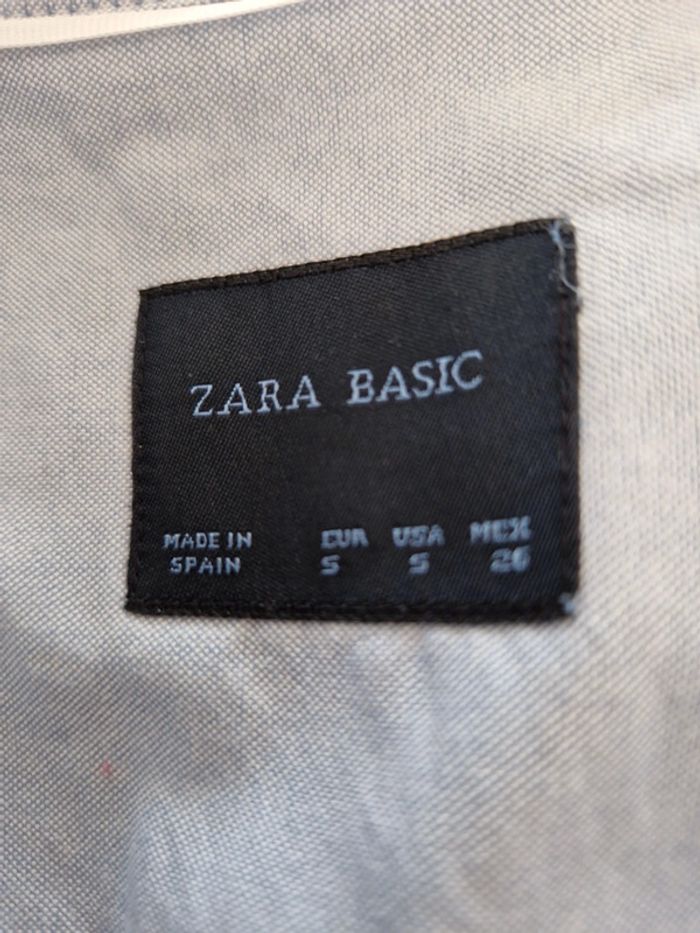 ZARA BASIC
MADE IN
SPAIN
EUR USA MEX
S S 26